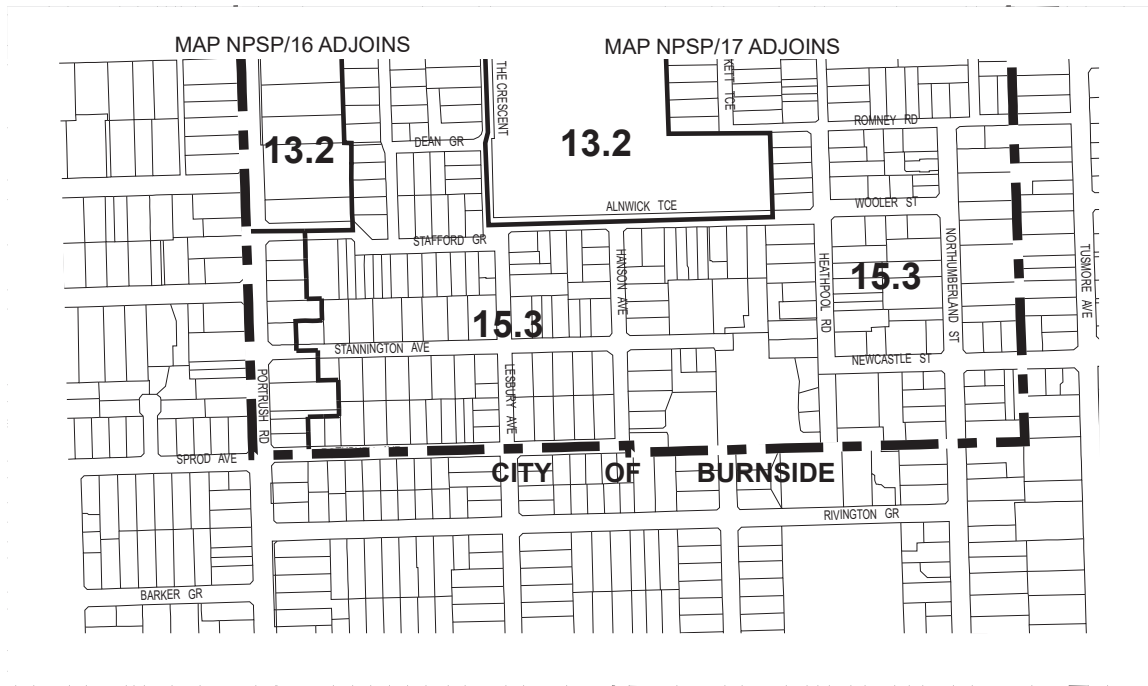 MAP NPSP/16 ADJOINS
MAP NPSP/17 ADJOINS
THE CRESCENT
KETT TCE
ROMNEY RD
13.2
DEAN GR
13.2
ALNWICK TCE
WOOLER ST
STAFFORD GR
HANSON AVE
HEATHPOOL RD
15.3
NORTHUMBERLAND ST
TUSMORE AVE
15.3
STANNINGTON AVE
NEWCASTLE ST
PORTRUSH RD
LESBURY AVE
SPROD AVE
CITY OF BURNSIDE
RIVINGTON GR
BARKER GR